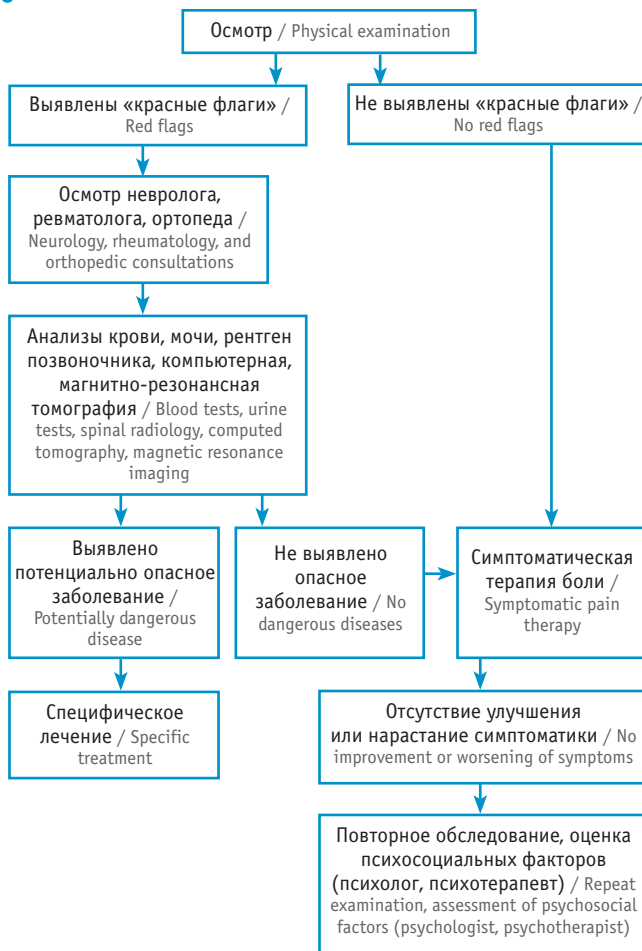 Осмотр / Physical examination
Выявлены «красные флаги» /
Red flags
Не выявлены «красные флаги» /
No red flags
Осмотр невролога,
ревматолога, ортопеда /
Neurology, rheumatology, and
orthopedic consultations
Анализы крови, мочи, рентген
позвоночника, компьютерная,
магнитно-резонансная
томография / Blood tests, urine
tests, spinal radiology, computed
tomography, magnetic resonance
imaging
Выявлено
потенциально опасное
заболевание /
Potentially dangerous
disease
Не выявлено
опасное
заболевание / No
dangerous diseases
Симптоматическая
терапия боли /
Symptomatic pain
therapy
Специфическое
лечение / Specific
treatment
Отсутствие улучшения
или нарастание симптоматики / No
improvement or worsening of symptoms
Повторное обследование, оценка
психосоциальных факторов
(психолог, психотерапевт) / Repeat
examination, assessment of psychosocial
factors (psychologist, psychotherapist)